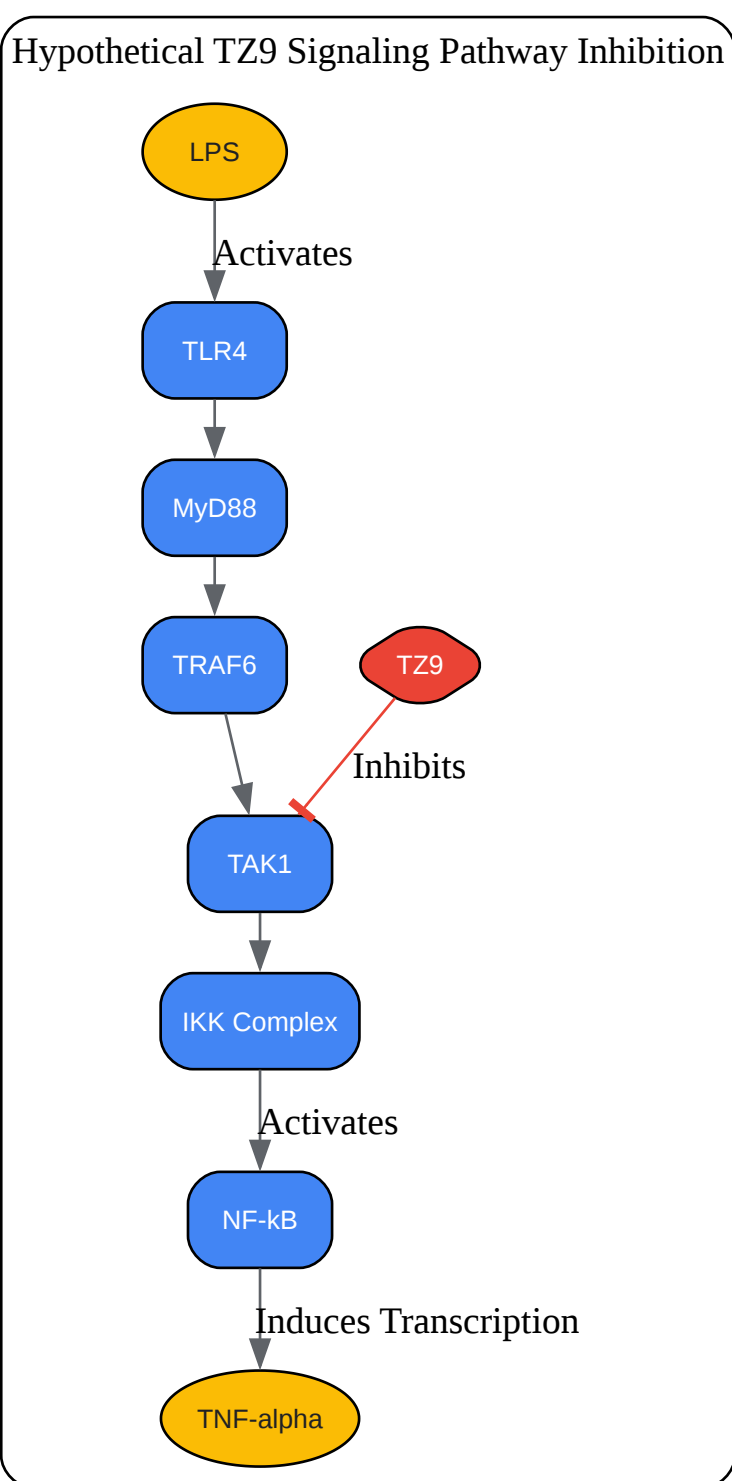 Hypothetical TZ9 Signaling Pathway Inhibition
LPS
Activates
TLR4
MyD88
TRAF6
TZ9
Inhibits
TAK1
IKK Complex
Activates
NF-kB
Induces Transcription
TNF-alpha